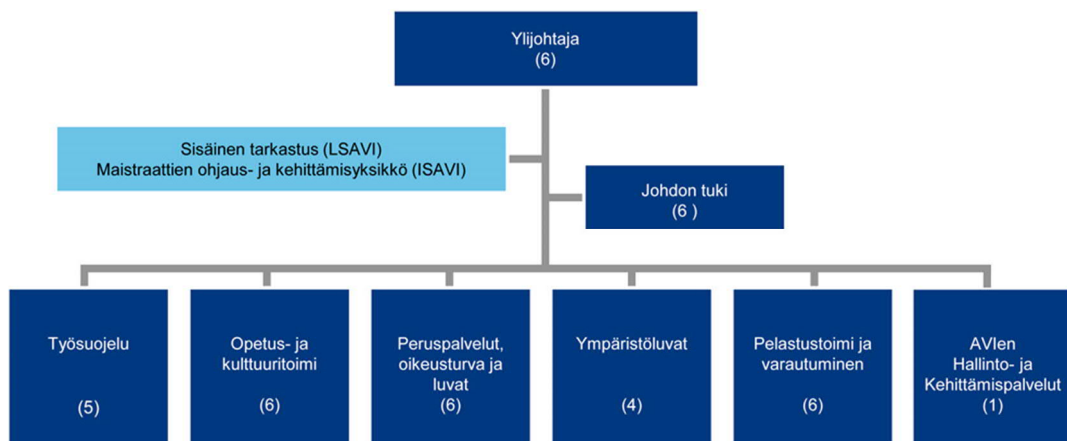 Ylijohtaja
(6)
Sisäinen tarkastus (LSAVI)
Maistraattien ohjaus- ja kehittämisyksikkö (ISAVI)
Johdon tuki
(6 )
Työsuojelu
(5)
Opetus- ja
kulttuuritoimi
(6)
Peruspalvelut,
oikeusturva ja
luvat
(6)
Ympäristöluvat
(4)
Pelastustoimi ja
varautuminen
(6)
AVIen
Hallinto- ja
Kehittämispalvelut
(1)